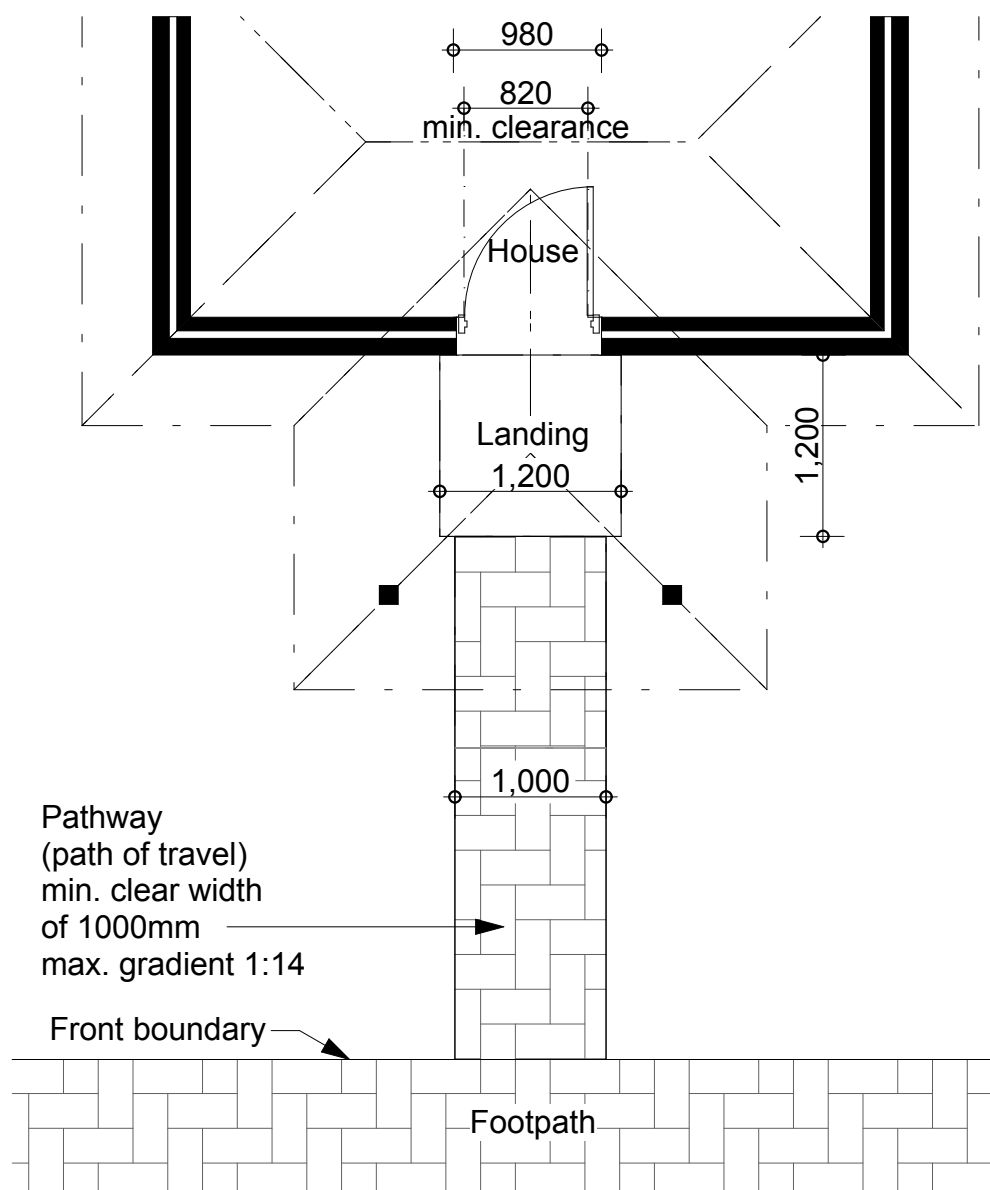 980
820
min. clearance
House
Landing
1,200
1,200
1,000
Pathway
(path of travel)
min. clear width
of 1000mm
max. gradient 1:14
Front boundary
Footpath